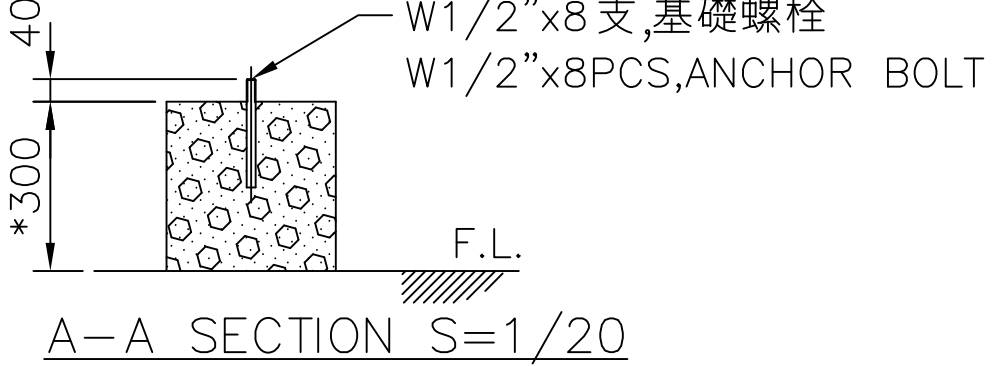 W1/2”x8支,基礎螺栓
W1/2”x8PCS,ANCHOR BOLT
40
*300
F.L.
A-A SECTION S=1/20